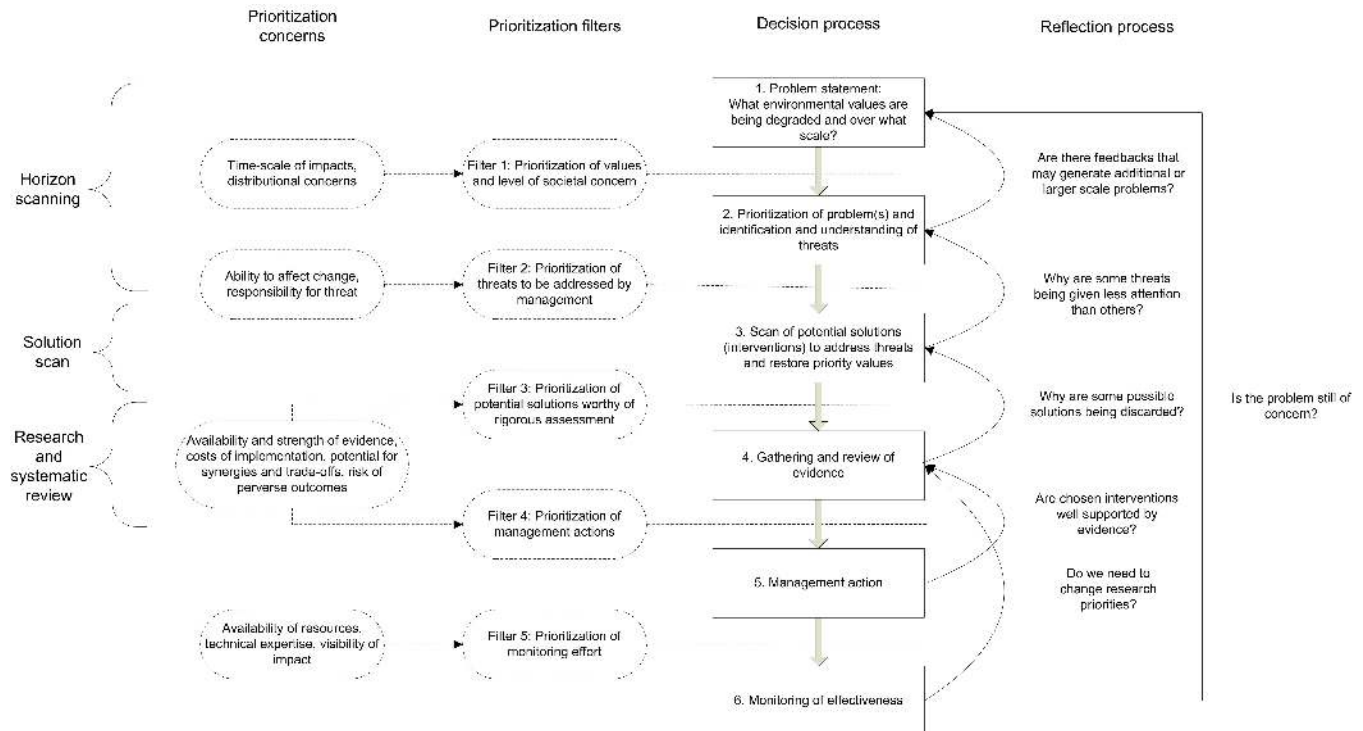 Prioritization
concerns
Prioritization filters
Decision process
Reflection process
Horizon
scanning
Solution
scan
Research
and
systematic
review
Time-scale of impacts,
distributional concerns
Ability to affect change,
responsibility for threat
Availability and strength of evidence,
costs of implementation, potential for
synergies and trade-offs, risk of
perverse outcomes
Availability of resources,
technical expertise, visibility of
impact
Filter 1: Prioritization of values
and level of societal concern
Filter 2: Prioritization of
threats to be addressed by
management
Filter 3: Prioritization of
potential solutions worthy of
rigorous assessment
Filter 4: Prioritization of
management actions
Filter 5: Prioritization of
monitoring effort
1. Problem statement:
What environmental values are
being degraded and over what
scale?
2. Prioritization of problem(s) and
identification and understanding of
threats
3. Scan of potential solutions
(interventions) to address threats
and restore priority values
4. Gathering and review of
evidence
5. Management action
6. Monitoring of effectiveness
Are there feedbacks that
may generate additional or
larger scale problems?
Why are some threats
being given less attention
than others?
Why are some possible
solutions being discarded?
Are chosen interventions
well supported by
evidence?
Do we need to
change research
priorities?
Is the problem still of
concern?